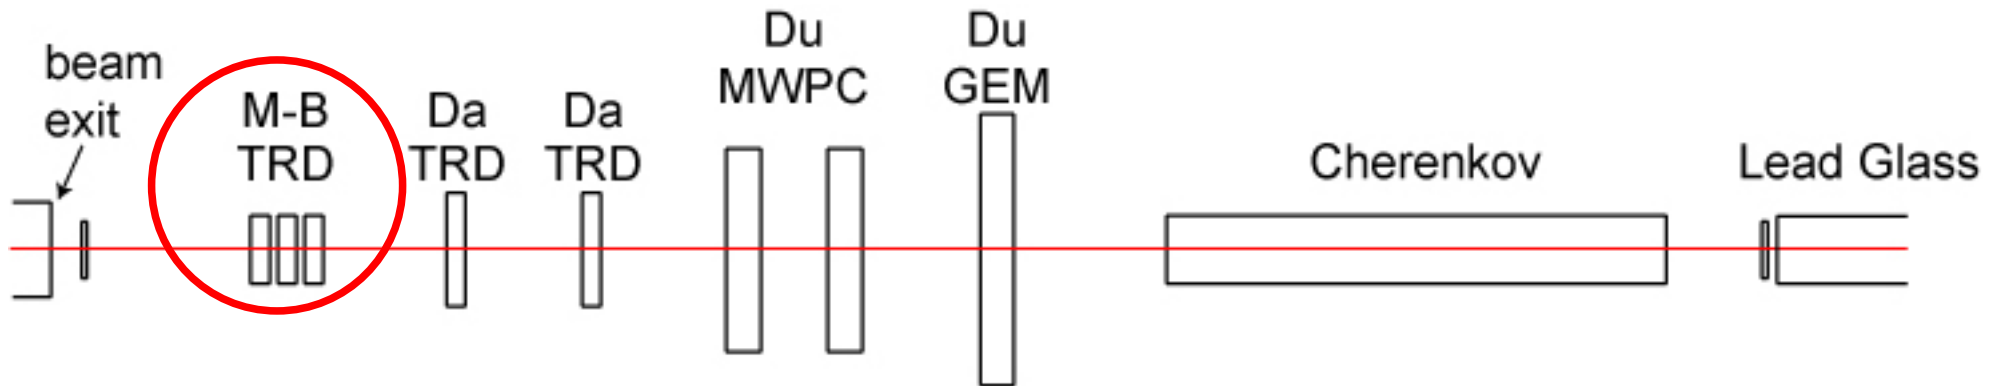 beam
exit
M-B
TRD
Da
TRD
Da
TRD
Du
MWPC
Du
GEM
Cherenkov
Lead Glass